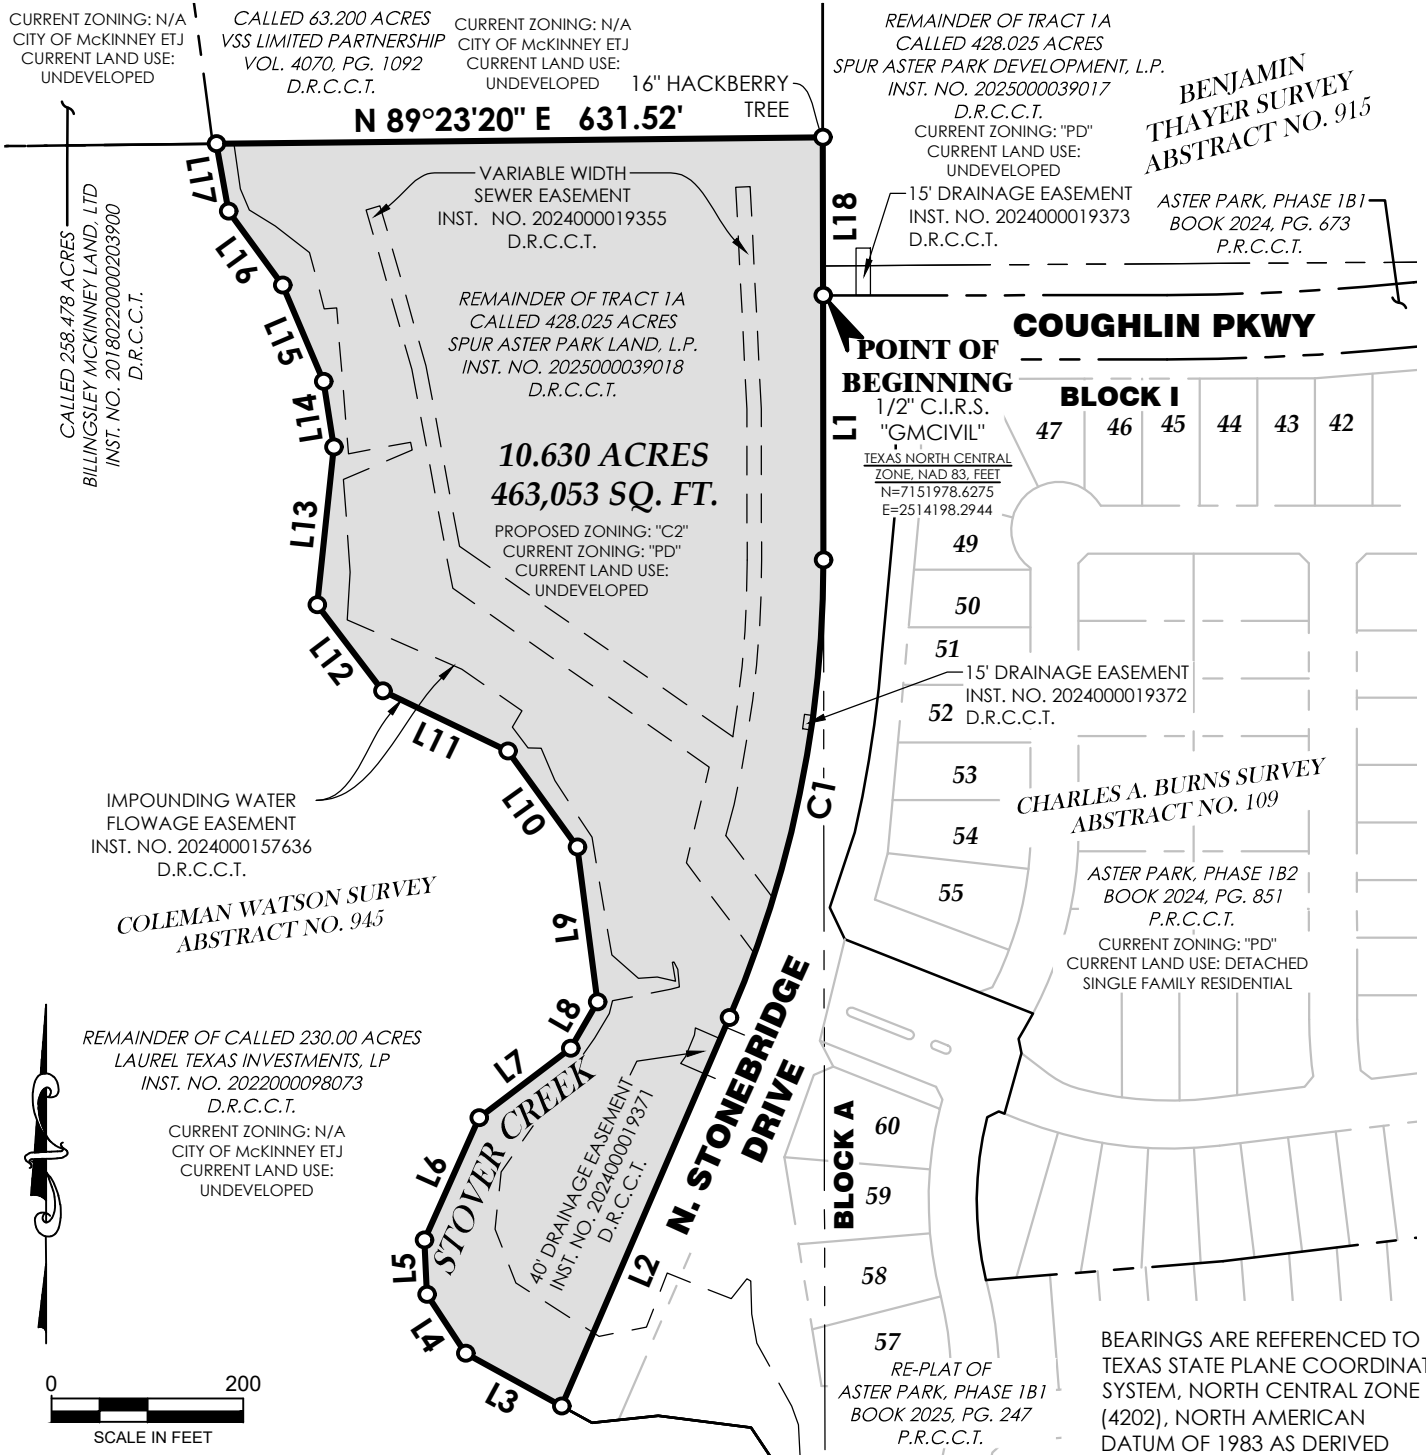 CURRENT ZONING: N/A
CITY OF McKINNEY ETJ
CURRENT LAND USE:
UNDEVELOPED
CALLED 63.200 ACRES
VSS LIMITED PARTNERSHIP
VOL. 4070, PG. 1092
D.R.C.C.T.
CURRENT ZONING: N/A
CITY OF McKINNEY ETJ
CURRENT LAND USE:
UNDEVELOPED
16" HACKBERRY
TREE
REMAINDER OF TRACT 1A
CALLED 428.025 ACRES
SPUR ASTER PARK DEVELOPMENT, L.P.
INST. NO. 2025000039017
D.R.C.C.T.
CURRENT ZONING: "PD"
CURRENT LAND USE:
UNDEVELOPED
BENJAMIN
THAYER SURVEY
ABSTRACT NO. 915
N 89°23'20" E 631.52'
L17
L16
L15
L14
L13
L12
L11
L10
L9
L8
L7
L6
L5
L4
L3
L2
C1
L1
L18
VARIABLE WIDTH
SEWER EASEMENT
INST. NO. 2024000019355
D.R.C.C.T.
15' DRAINAGE EASEMENT
INST. NO. 2024000019373
D.R.C.C.T.
ASTER PARK, PHASE 1B1
BOOK 2024, PG. 673
P.R.C.C.T.
CALLED 258.478 ACRES
BILLINGSLEY MCKINNEY LAND, LTD
INST. NO. 20180220000203900
D.R.C.C.T.
REMAINDER OF TRACT 1A
CALLED 428.025 ACRES
SPUR ASTER PARK LAND, L.P.
INST. NO. 2025000039018
D.R.C.C.T.
COUGHLIN PKWY
POINT OF
BEGINNING
1/2" C.I.R.S.
"GMCIVIL"
TEXAS NORTH CENTRAL
ZONE, NAD 83, FEET
N=7151978.6275
E=2514198.2944
BLOCK I
47
46
45
44
43
42
10.630 ACRES
463,053 SQ. FT.
PROPOSED ZONING: "C2"
CURRENT ZONING: "PD"
CURRENT LAND USE:
UNDEVELOPED
49
50
51
52
53
54
55
15' DRAINAGE EASEMENT
INST. NO. 2024000019372
D.R.C.C.T.
CHARLES A. BURNS SURVEY
ABSTRACT NO. 109
ASTER PARK, PHASE 1B2
BOOK 2024, PG. 851
P.R.C.C.T.
CURRENT ZONING: "PD"
CURRENT LAND USE: DETACHED
SINGLE FAMILY RESIDENTIAL
IMPOUNDING WATER
FLOWAGE EASEMENT
INST. NO. 2024000157636
D.R.C.C.T.
COLEMAN WATSON SURVEY
ABSTRACT NO. 945
REMAINDER OF CALLED 230.00 ACRES
LAUREL TEXAS INVESTMENTS, LP
INST. NO. 2022000098073
D.R.C.C.T.
CURRENT ZONING: N/A
CITY OF McKINNEY ETJ
CURRENT LAND USE:
UNDEVELOPED
STOVER CREEK
40' DRAINAGE EASEMENT
INST. NO. 2024000019371
D.R.C.C.T.
N. STONEBRIDGE
DRIVE
BLOCK A
60
59
58
57
RE-PLAT OF
ASTER PARK, PHASE 1B1
BOOK 2025, PG. 247
P.R.C.C.T.
0 200
SCALE IN FEET
BEARINGS ARE REFERENCED TO
TEXAS STATE PLANE COORDINAT
SYSTEM, NORTH CENTRAL ZONE
(4202), NORTH AMERICAN
DATUM OF 1983 AS DERIVED